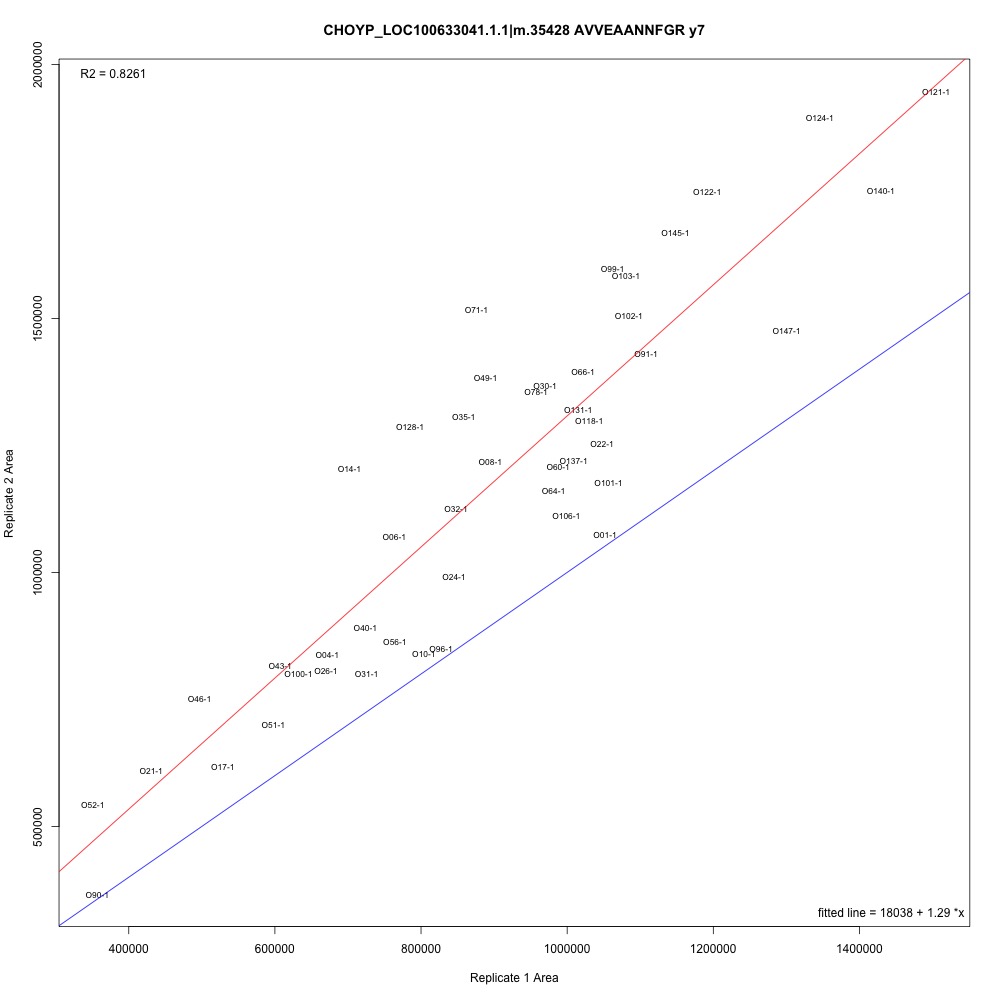 CHOYP_LOC100633041.1.1|m.35428 AVVEAANNFGR y7
2000000
R2 = 0.8261
O121-1
O124-1
O122-1
O140-1
O145-1
O99-1
O103-1
O71-1
O102-1
1500000
O147-1
O91-1
O66-1
O49-1
O30-1
O78-1
O131-1
O35-1
O118-1
O128-1
O22-1
O08-1
O137-1
O60-1
O14-1
O101-1
O64-1
O32-1
O106-1
O01-1
O06-1
Replicate 2 Area
1000000
O24-1
O40-1
O56-1
O96-1
O10-1
O04-1
O43-1
O26-1
O100-1
O31-1
O46-1
O51-1
O17-1
O21-1
500000
O52-1
O90-1
fitted line = 18038 + 1.29 *x
400000 600000 800000 1000000 1200000 1400000
Replicate 1 Area